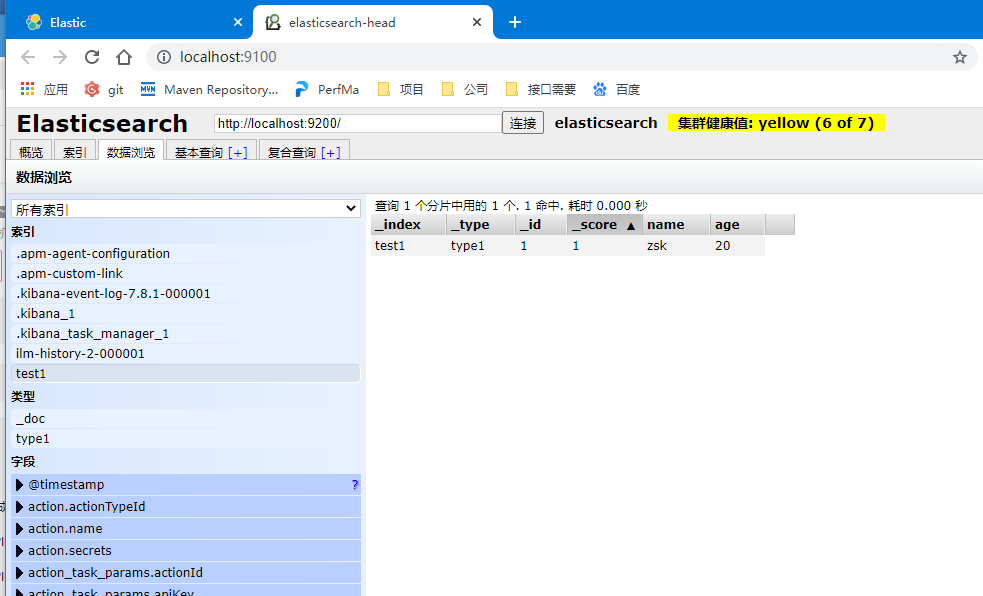 Elastic
elasticsearch-head
localhost:9100
应用 git Maven Repository... PerfMa 项目 公司 接口需要 百度
Elasticsearch http://localhost:9200/ 连接 elasticsearch 集群健康值: yellow (6 of 7)
概览 索引 数据浏览 基本查询 [+] 复合查询 [+]
数据浏览
所有索引
索引
.apm-agent-configuration
.apm-custom-link
.kibana-event-log-7.8.1-000001
.kibana_1
.kibana_task_manager_1
ilm-history-2-000001
test1
类型
_doc
type1
字段
@timestamp ?
action.actionTypeId
action.name
action.secrets
action_task_params.actionId
action_task_params.apiKey
查询 1 个分片中用的 1 个. 1 命中. 耗时 0.000 秒
_index _type _id _score ▲ name age
test1 type1 1 1 zsk 20